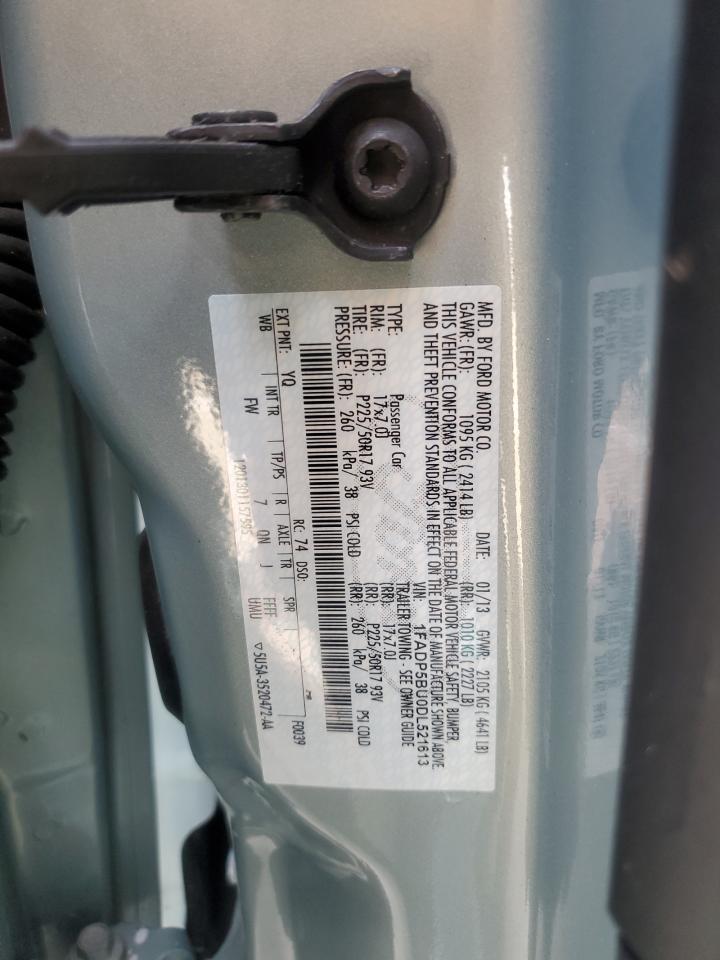 MFD. BY FORD MOTOR CO.
DATE: 01/13 GVWR: 2105 KG ( 4641 LB)
GAWR: (FR): 1095 KG ( 2414 LB) (RR): 1010 KG ( 2227 LB)
THIS VEHICLE CONFORMS TO ALL APPLICABLE FEDERAL MOTOR VEHICLE SAFETY, BUMPER
AND THEFT PREVENTION STANDARDS IN EFFECT ON THE DATE OF MANUFACTURE SHOWN ABOVE.
VIN: 1FADP5BU0DL521613
TYPE: Passenger Car TRAILER TOWING - SEE OWNER GUIDE
RIM: (FR): 17x7.0J (RR): 17x7.0J
TIRE: (FR): P225/50R17 93V (RR): P225/50R17 93V
PRESSURE: (FR): 260 kPa/ 38 PSI COLD (RR): 260 kPa/ 38 PSI COLD
F0039
EXT PNT: YQ RC: 74 DSO:
WB INT TR TP/PS R AXLE TR SPR
FW 7 QN J FFFF
UMU
5U5A-3520472-AA